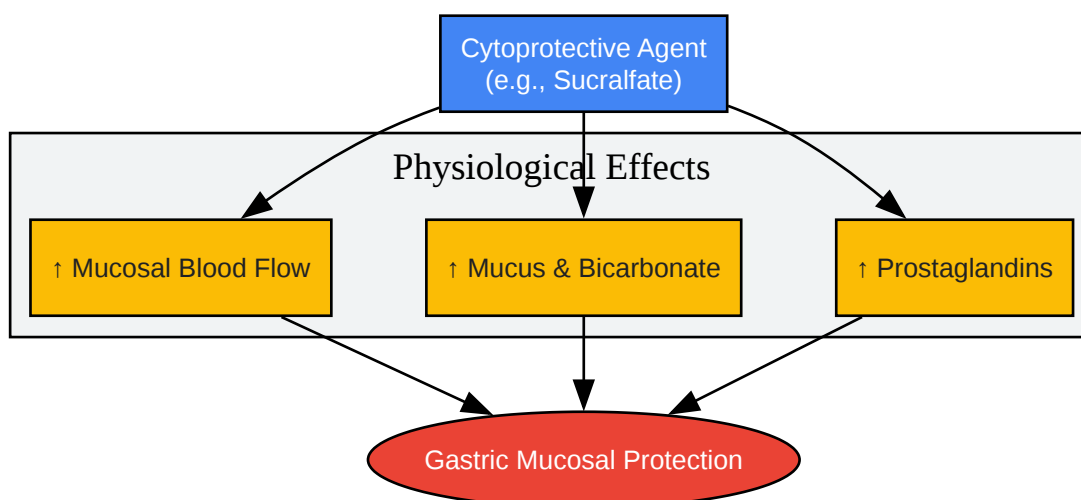 Cytoprotective Agent
(e.g., Sucralfate)
Physiological Effects
↑ Mucosal Blood Flow
↑ Mucus & Bicarbonate
↑ Prostaglandins
Gastric Mucosal Protection